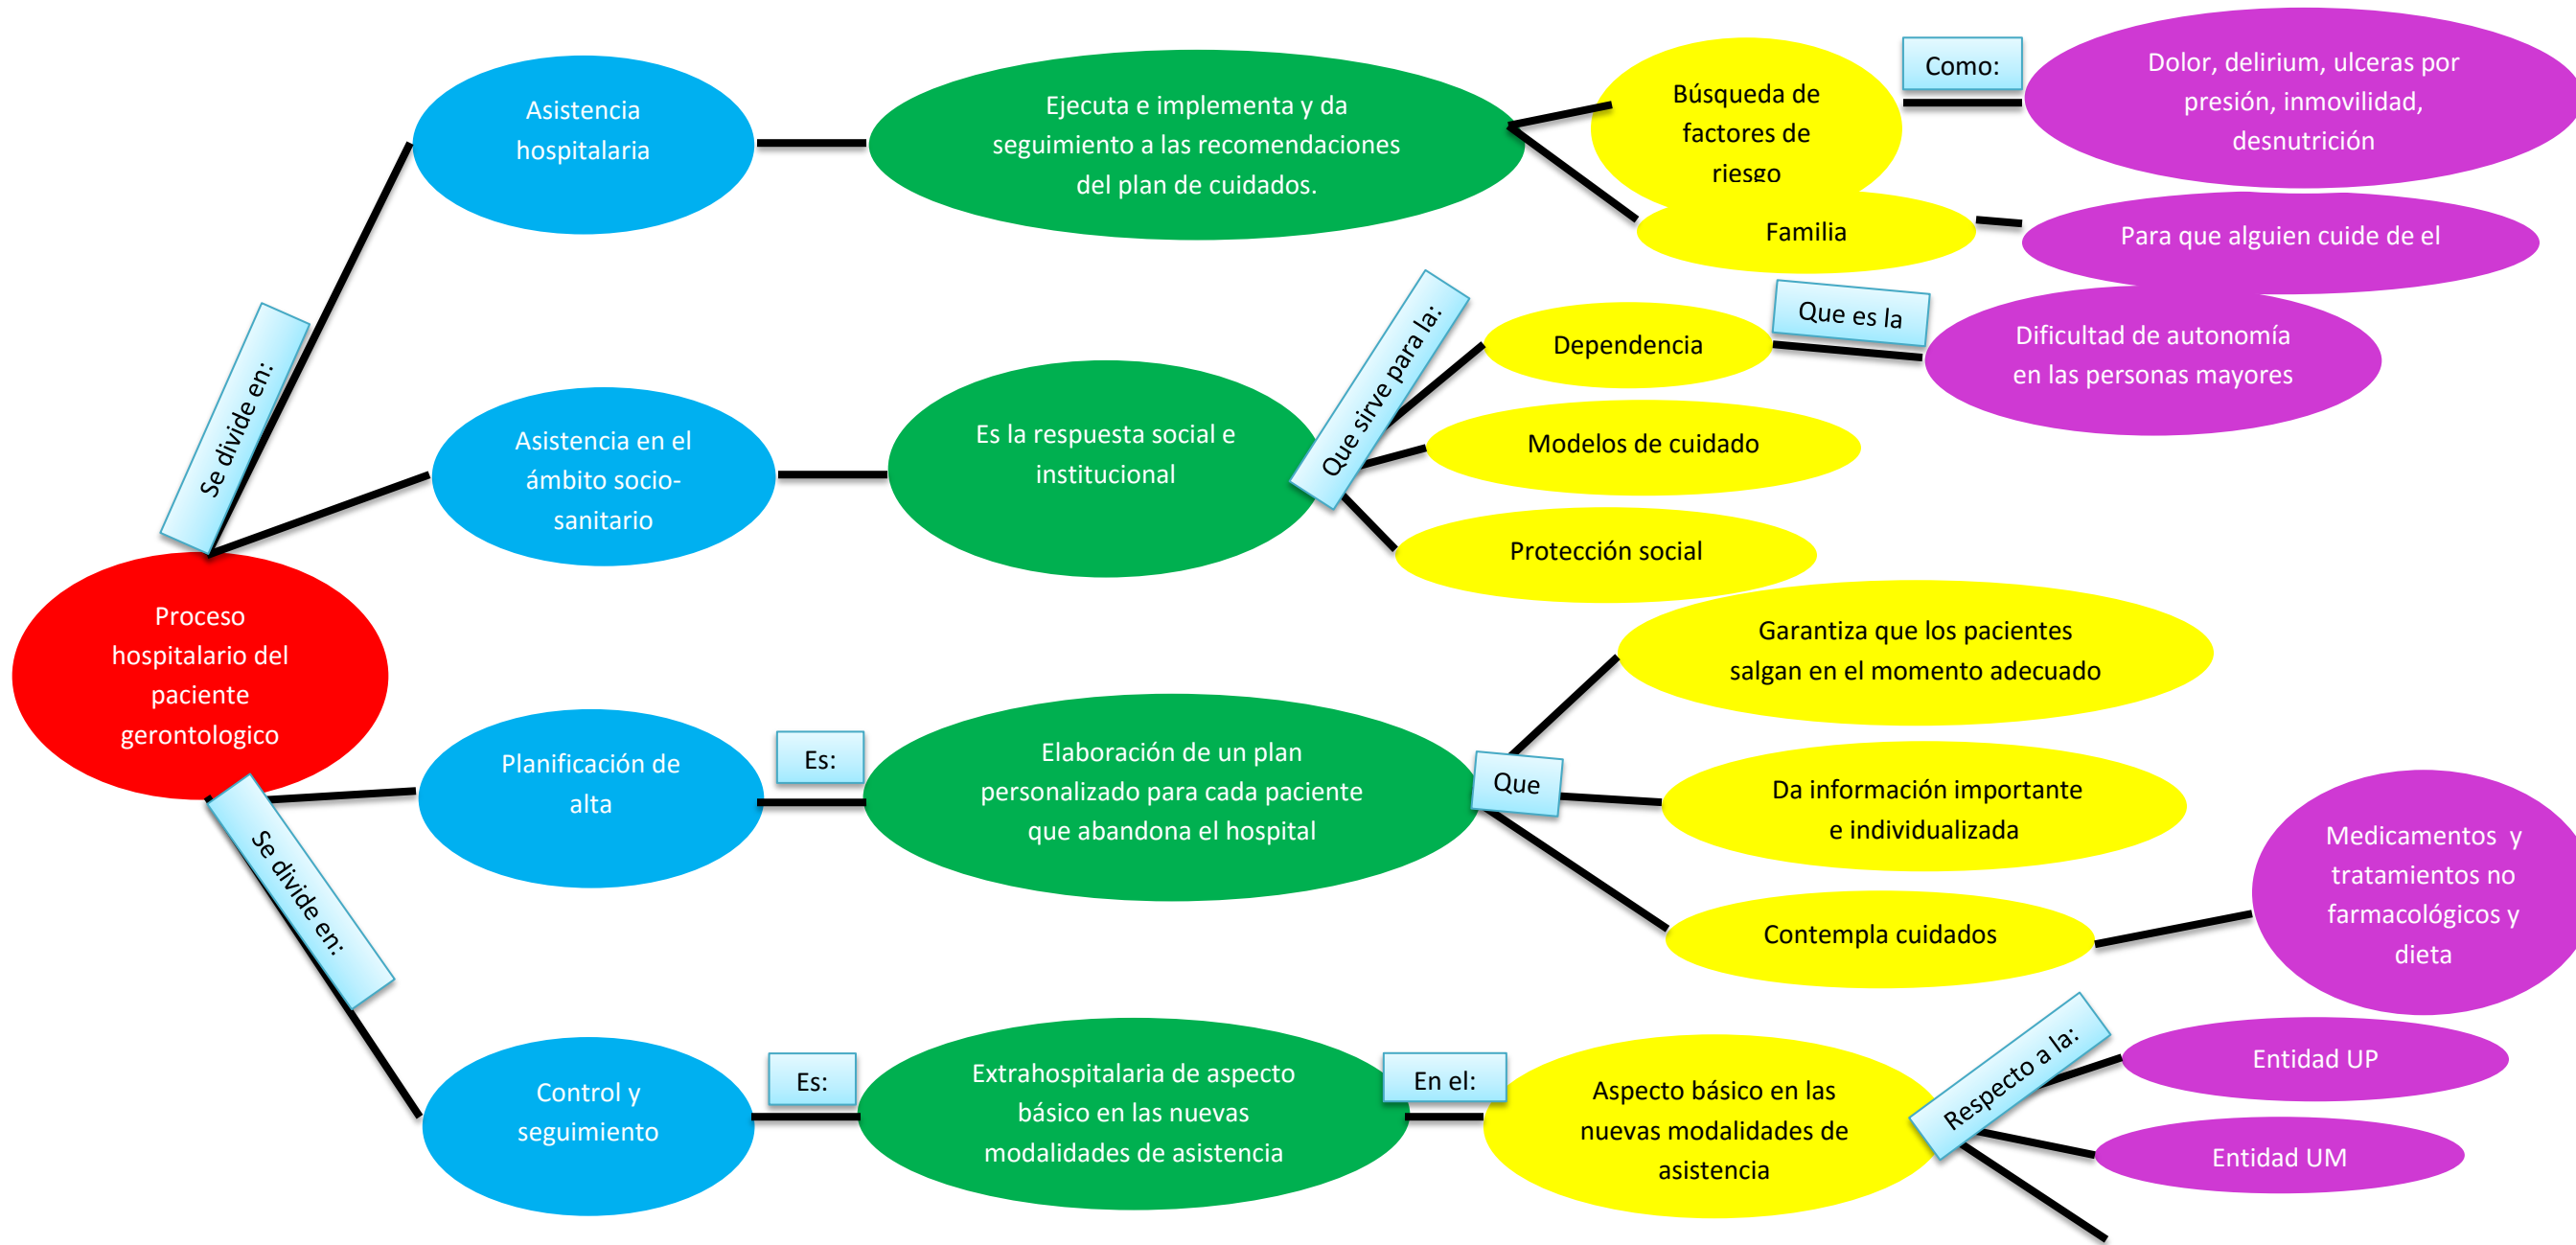 Proceso
hospitalario del
paciente
gerontologico
Se divide en:
Asistencia
hospitalaria
Ejecuta e implementa y da
seguimiento a las recomendaciones
del plan de cuidados.
Búsqueda de
factores de
riesgo
Como:
Dolor, delirium, ulceras por
presión, inmovilidad,
desnutrición
Familia
Para que alguien cuide de el
Asistencia en el
ámbito socio-
sanitario
Es la respuesta social e
institucional
Que sirve para la:
Dependencia
Que es la
Dificultad de autonomía
en las personas mayores
Modelos de cuidado
Protección social
Se divide en:
Planificación de
alta
Es:
Elaboración de un plan
personalizado para cada paciente
que abandona el hospital
Que
Garantiza que los pacientes
salgan en el momento adecuado
Da información importante
e individualizada
Contempla cuidados
Medicamentos y
tratamientos no
farmacológicos y
dieta
Control y
seguimiento
Es:
Extrahospitalaria de aspecto
básico en las nuevas
modalidades de asistencia
En el:
Aspecto básico en las
nuevas modalidades de
asistencia
Respecto a la:
Entidad UP
Entidad UM